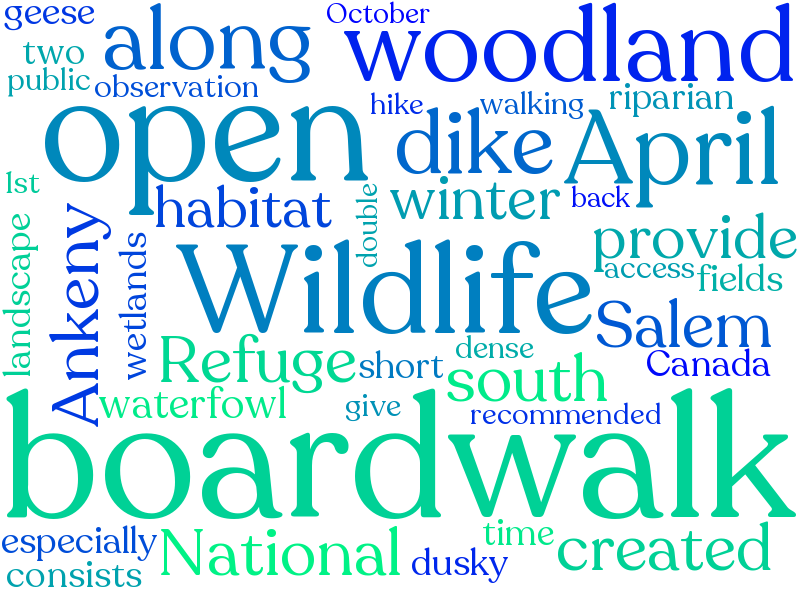 geese
October
two
along
woodland
public
observation
open
hike
walking
riparian
dike
April
lst
habitat
double
winter
back
landscape
Ankeny
wetlands
Wildlife
provide
access
fields
Salem
Refuge
short
dense
Canada
south
waterfowl
give
recommended
boardwalk
especially
National
time
created
consists
dusky